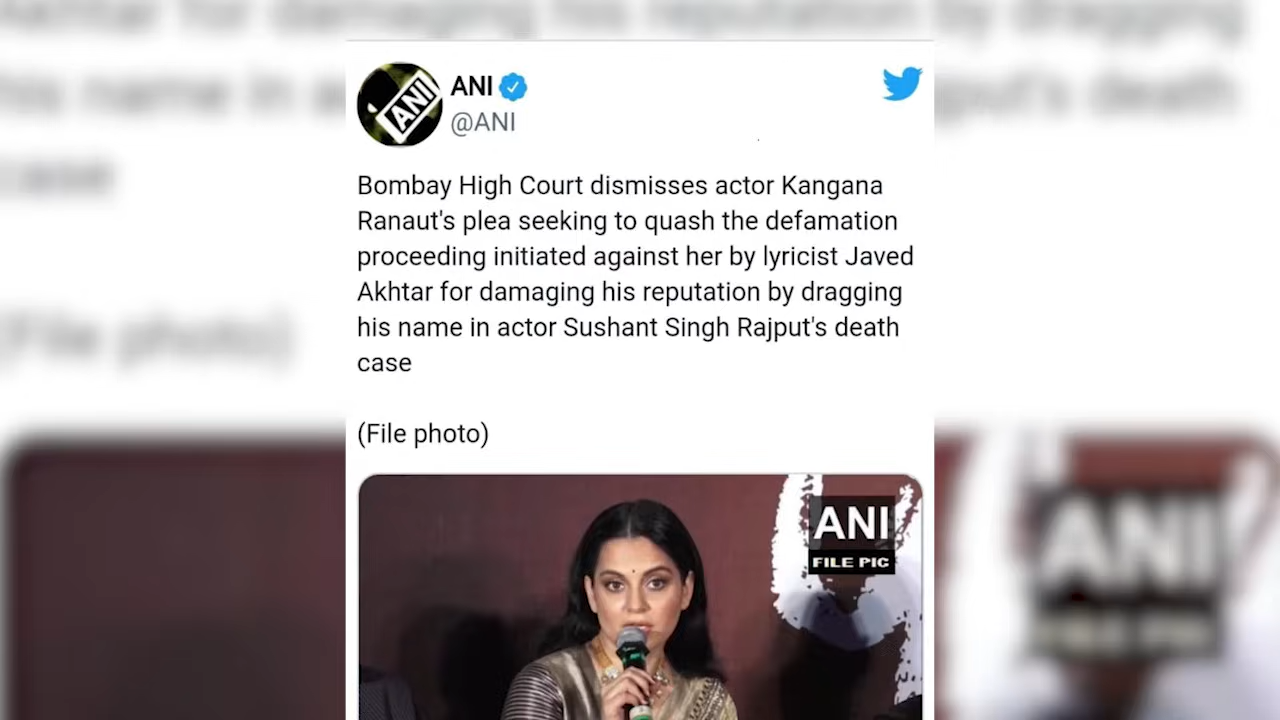 ANI
ANI
@ANI
Bombay High Court dismisses actor Kangana
Ranaut's plea seeking to quash the defamation
proceeding initiated against her by lyricist Javed
Akhtar for damaging his reputation by dragging
his name in actor Sushant Singh Rajput's death
case
(File photo)
ANI
FILE PIC